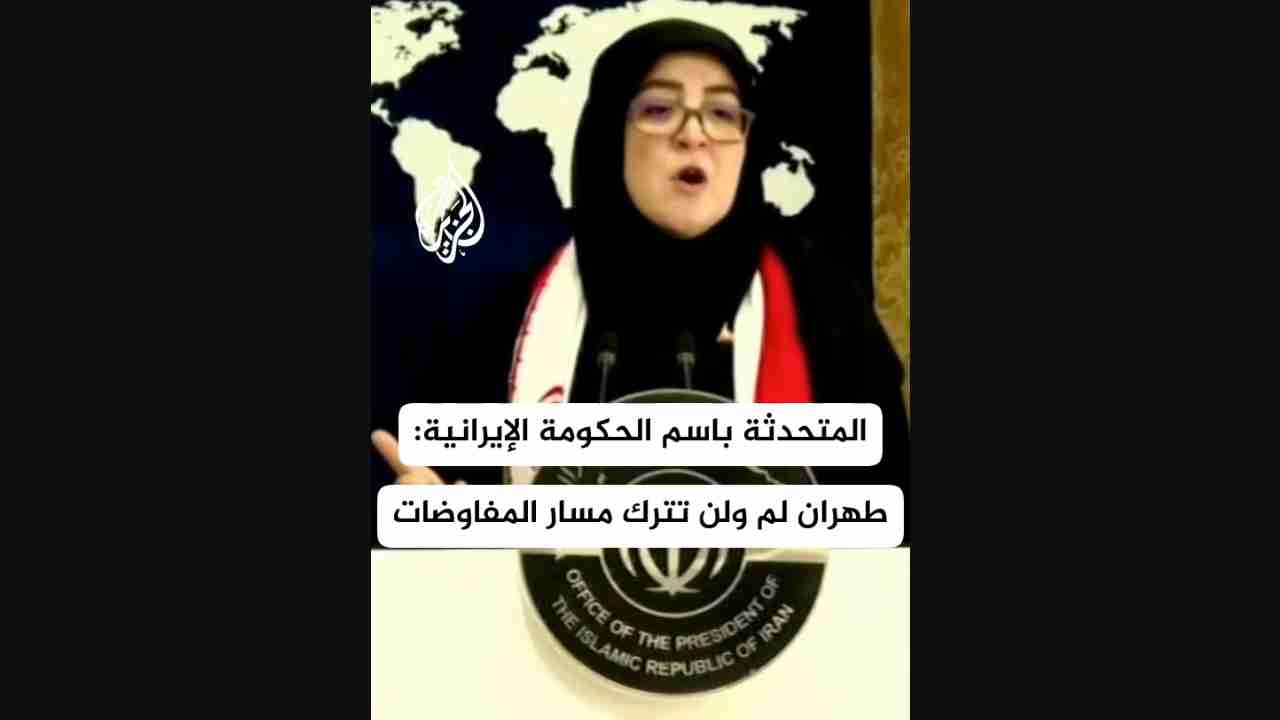 الجزيرة
المتحدثة باسم الحكومة الإيرانية:
طهران لم ولن تترك مسار المفاوضات
OFFICE OF THE PRESIDENT OF
THE ISLAMIC REPUBLIC OF IRAN